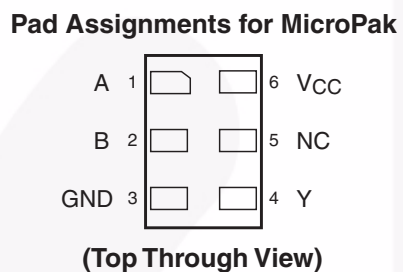 Pad Assignments for MicroPak
A 1 6 VCC
B 2 5 NC
GND 3 4 Y
(Top Through View)